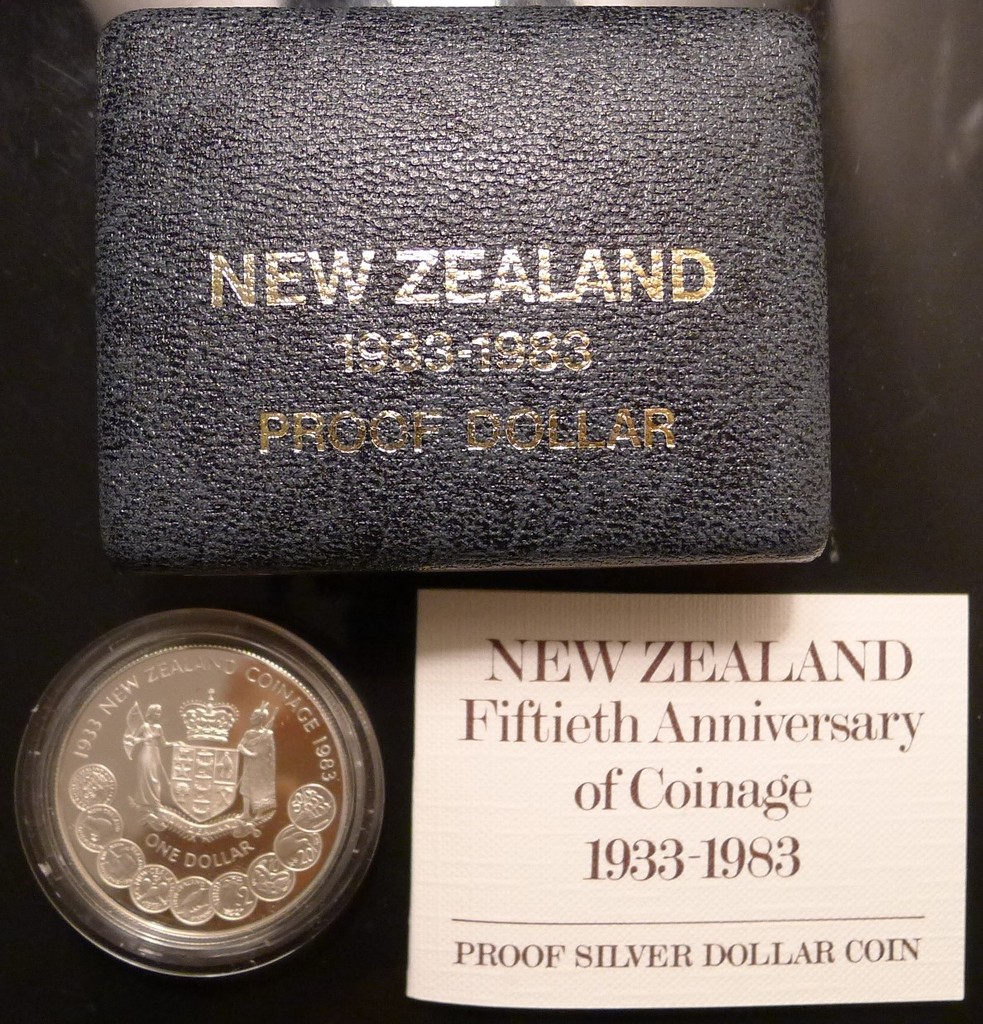 NEW ZEALAND
1933-1983
PROOF DOLLAR
1933 NEW ZEALAND COINAGE 1983
ONE DOLLAR
NEW ZEALAND
Fiftieth Anniversary
of Coinage
1933-1983
PROOF SILVER DOLLAR COIN